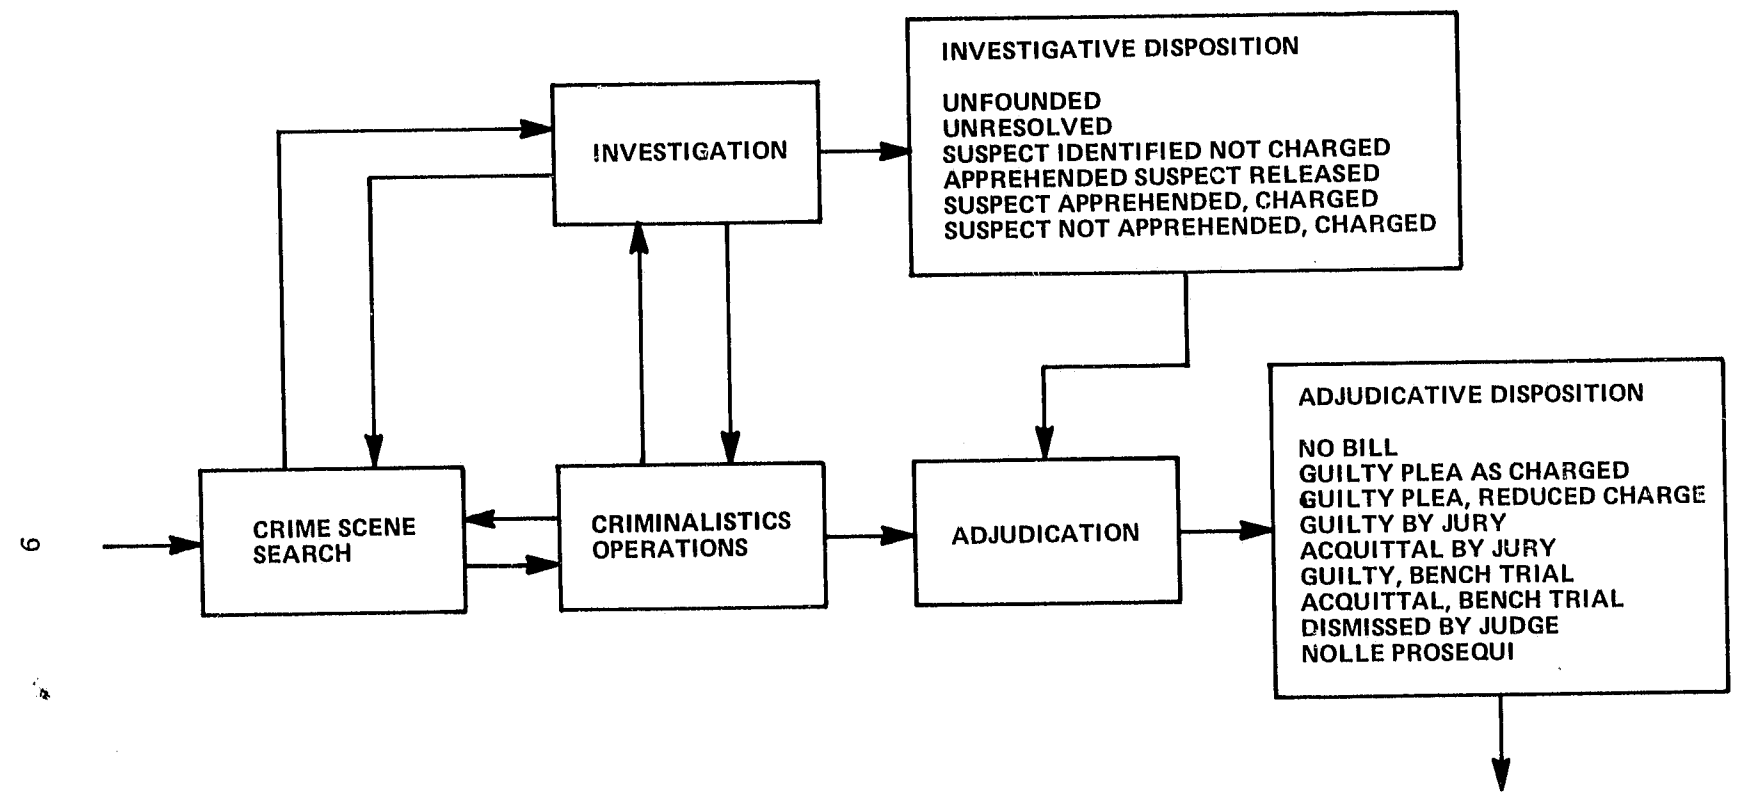 INVESTIGATIVE DISPOSITION
UNFOUNDED
UNRESOLVED
SUSPECT IDENTIFIED NOT CHARGED
APPREHENDED SUSPECT RELEASED
SUSPECT APPREHENDED, CHARGED
SUSPECT NOT APPREHENDED, CHARGED
INVESTIGATION
CRIME SCENE
SEARCH
CRIMINALISTICS
OPERATIONS
ADJUDICATION
ADJUDICATIVE DISPOSITION
NO BILL
GUILTY PLEA AS CHARGED
GUILTY PLEA, REDUCED CHARGE
GUILTY BY JURY
ACQUITTAL BY JURY
GUILTY, BENCH TRIAL
ACQUITTAL, BENCH TRIAL
DISMISSED BY JUDGE
NOLLE PROSEQUI